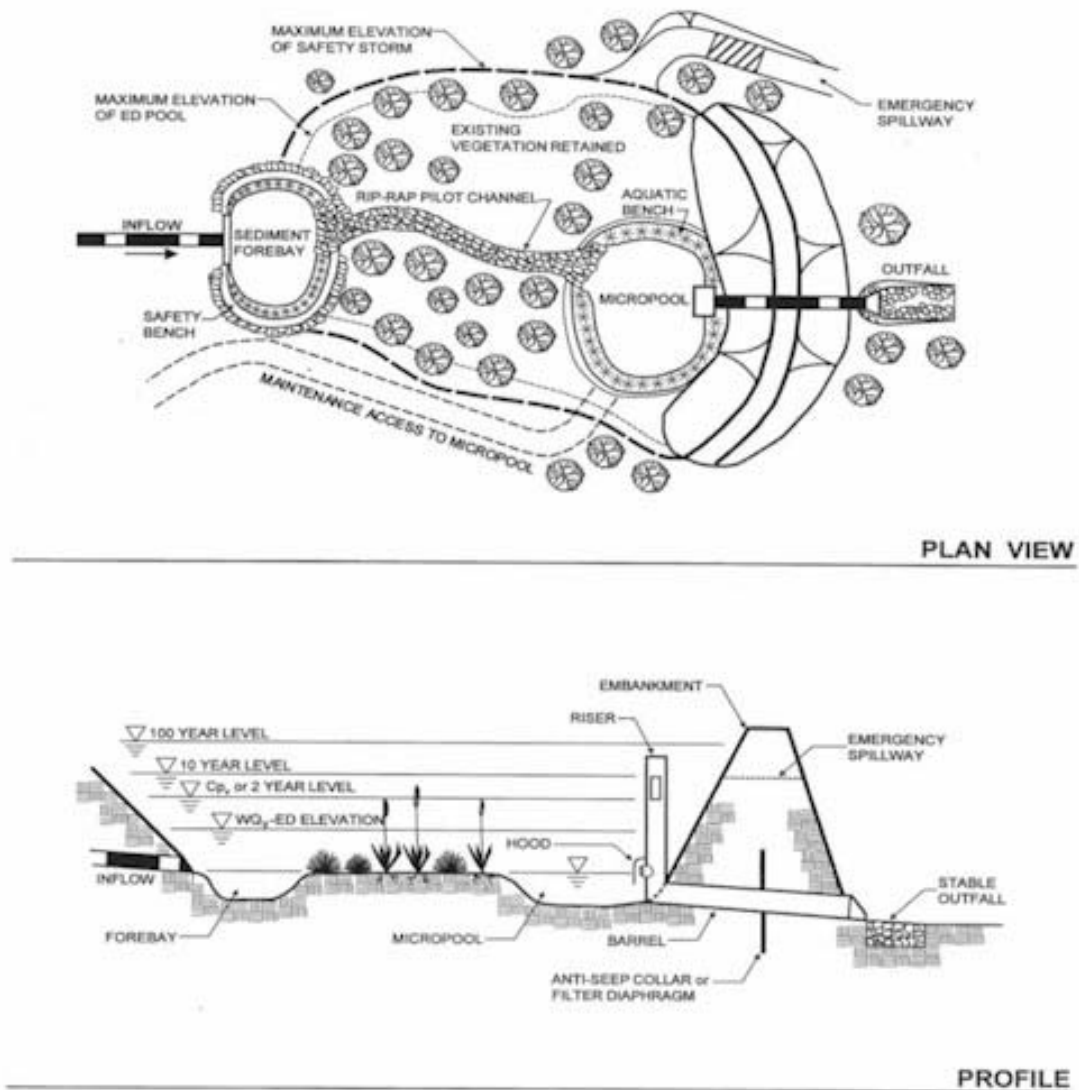 MAXIMUM ELEVATION
OF SAFETY STORM
MAXIMUM ELEVATION
OF ED POOL
EMERGENCY
SPILLWAY
EXISTING
VEGETATION RETAINED
RIP-RAP PILOT CHANNEL
AQUATIC
BENCH
INFLOW
SEDIMENT
FOREBAY
OUTFALL
MICROPOOL
SAFETY
BENCH
MAINTENANCE ACCESS TO MICROPOOL
PLAN VIEW
EMBANKMENT
RISER
100 YEAR LEVEL
EMERGENCY
SPILLWAY
10 YEAR LEVEL
Cpv or 2 YEAR LEVEL
WQv-ED ELEVATION
HOOD
INFLOW
STABLE
OUTFALL
FOREBAY
MICROPOOL
BARREL
ANTI-SEEP COLLAR or
FILTER DIAPHRAGM
PROFILE